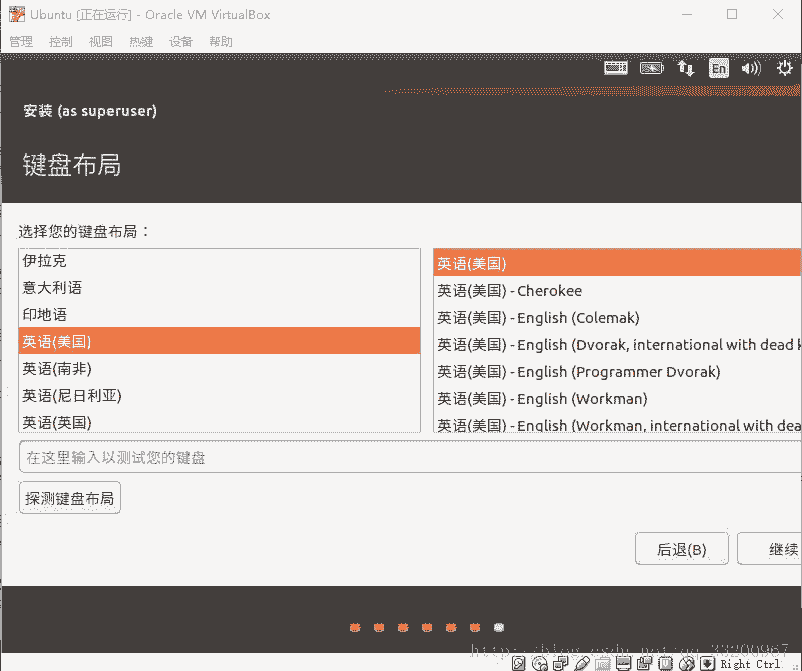 Ubuntu [正在运行] - Oracle VM VirtualBox
管理 控制 视图 热键 设备 帮助
En
安装 (as superuser)
键盘布局
选择您的键盘布局：
伊拉克
意大利语
印地语
英语(美国)
英语(南非)
英语(尼日利亚)
英语(英国)
英语(美国)
英语(美国) - Cherokee
英语(美国) - English (Colemak)
英语(美国) - English (Dvorak, international with dead k
英语(美国) - English (Programmer Dvorak)
英语(美国) - English (Workman)
英语(美国) - English (Workman, international with dea
在这里输入以测试您的键盘
探测键盘布局
后退(B) 继续
Right Ctrl